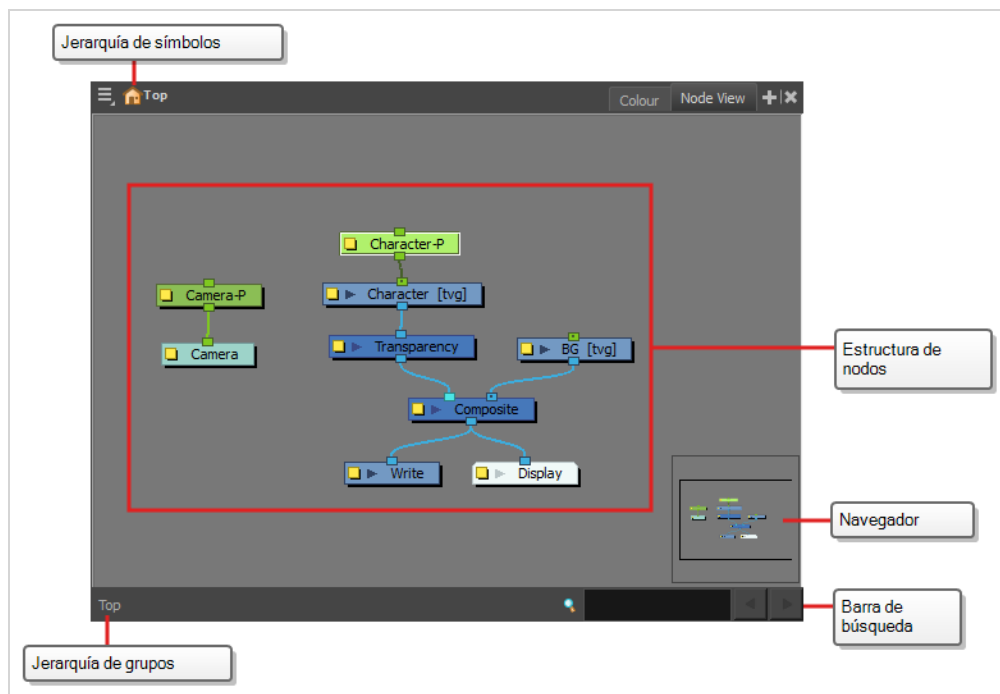 Jerarquía de símbolos
Top
Colour
Node View
Character-P
Camera-P
Character [tvg]
Camera
Transparency
BG [tvg]
Estructura de
nodos
Composite
Write
Display
Navegador
Top
Barra de
búsqueda
Jerarquía de grupos